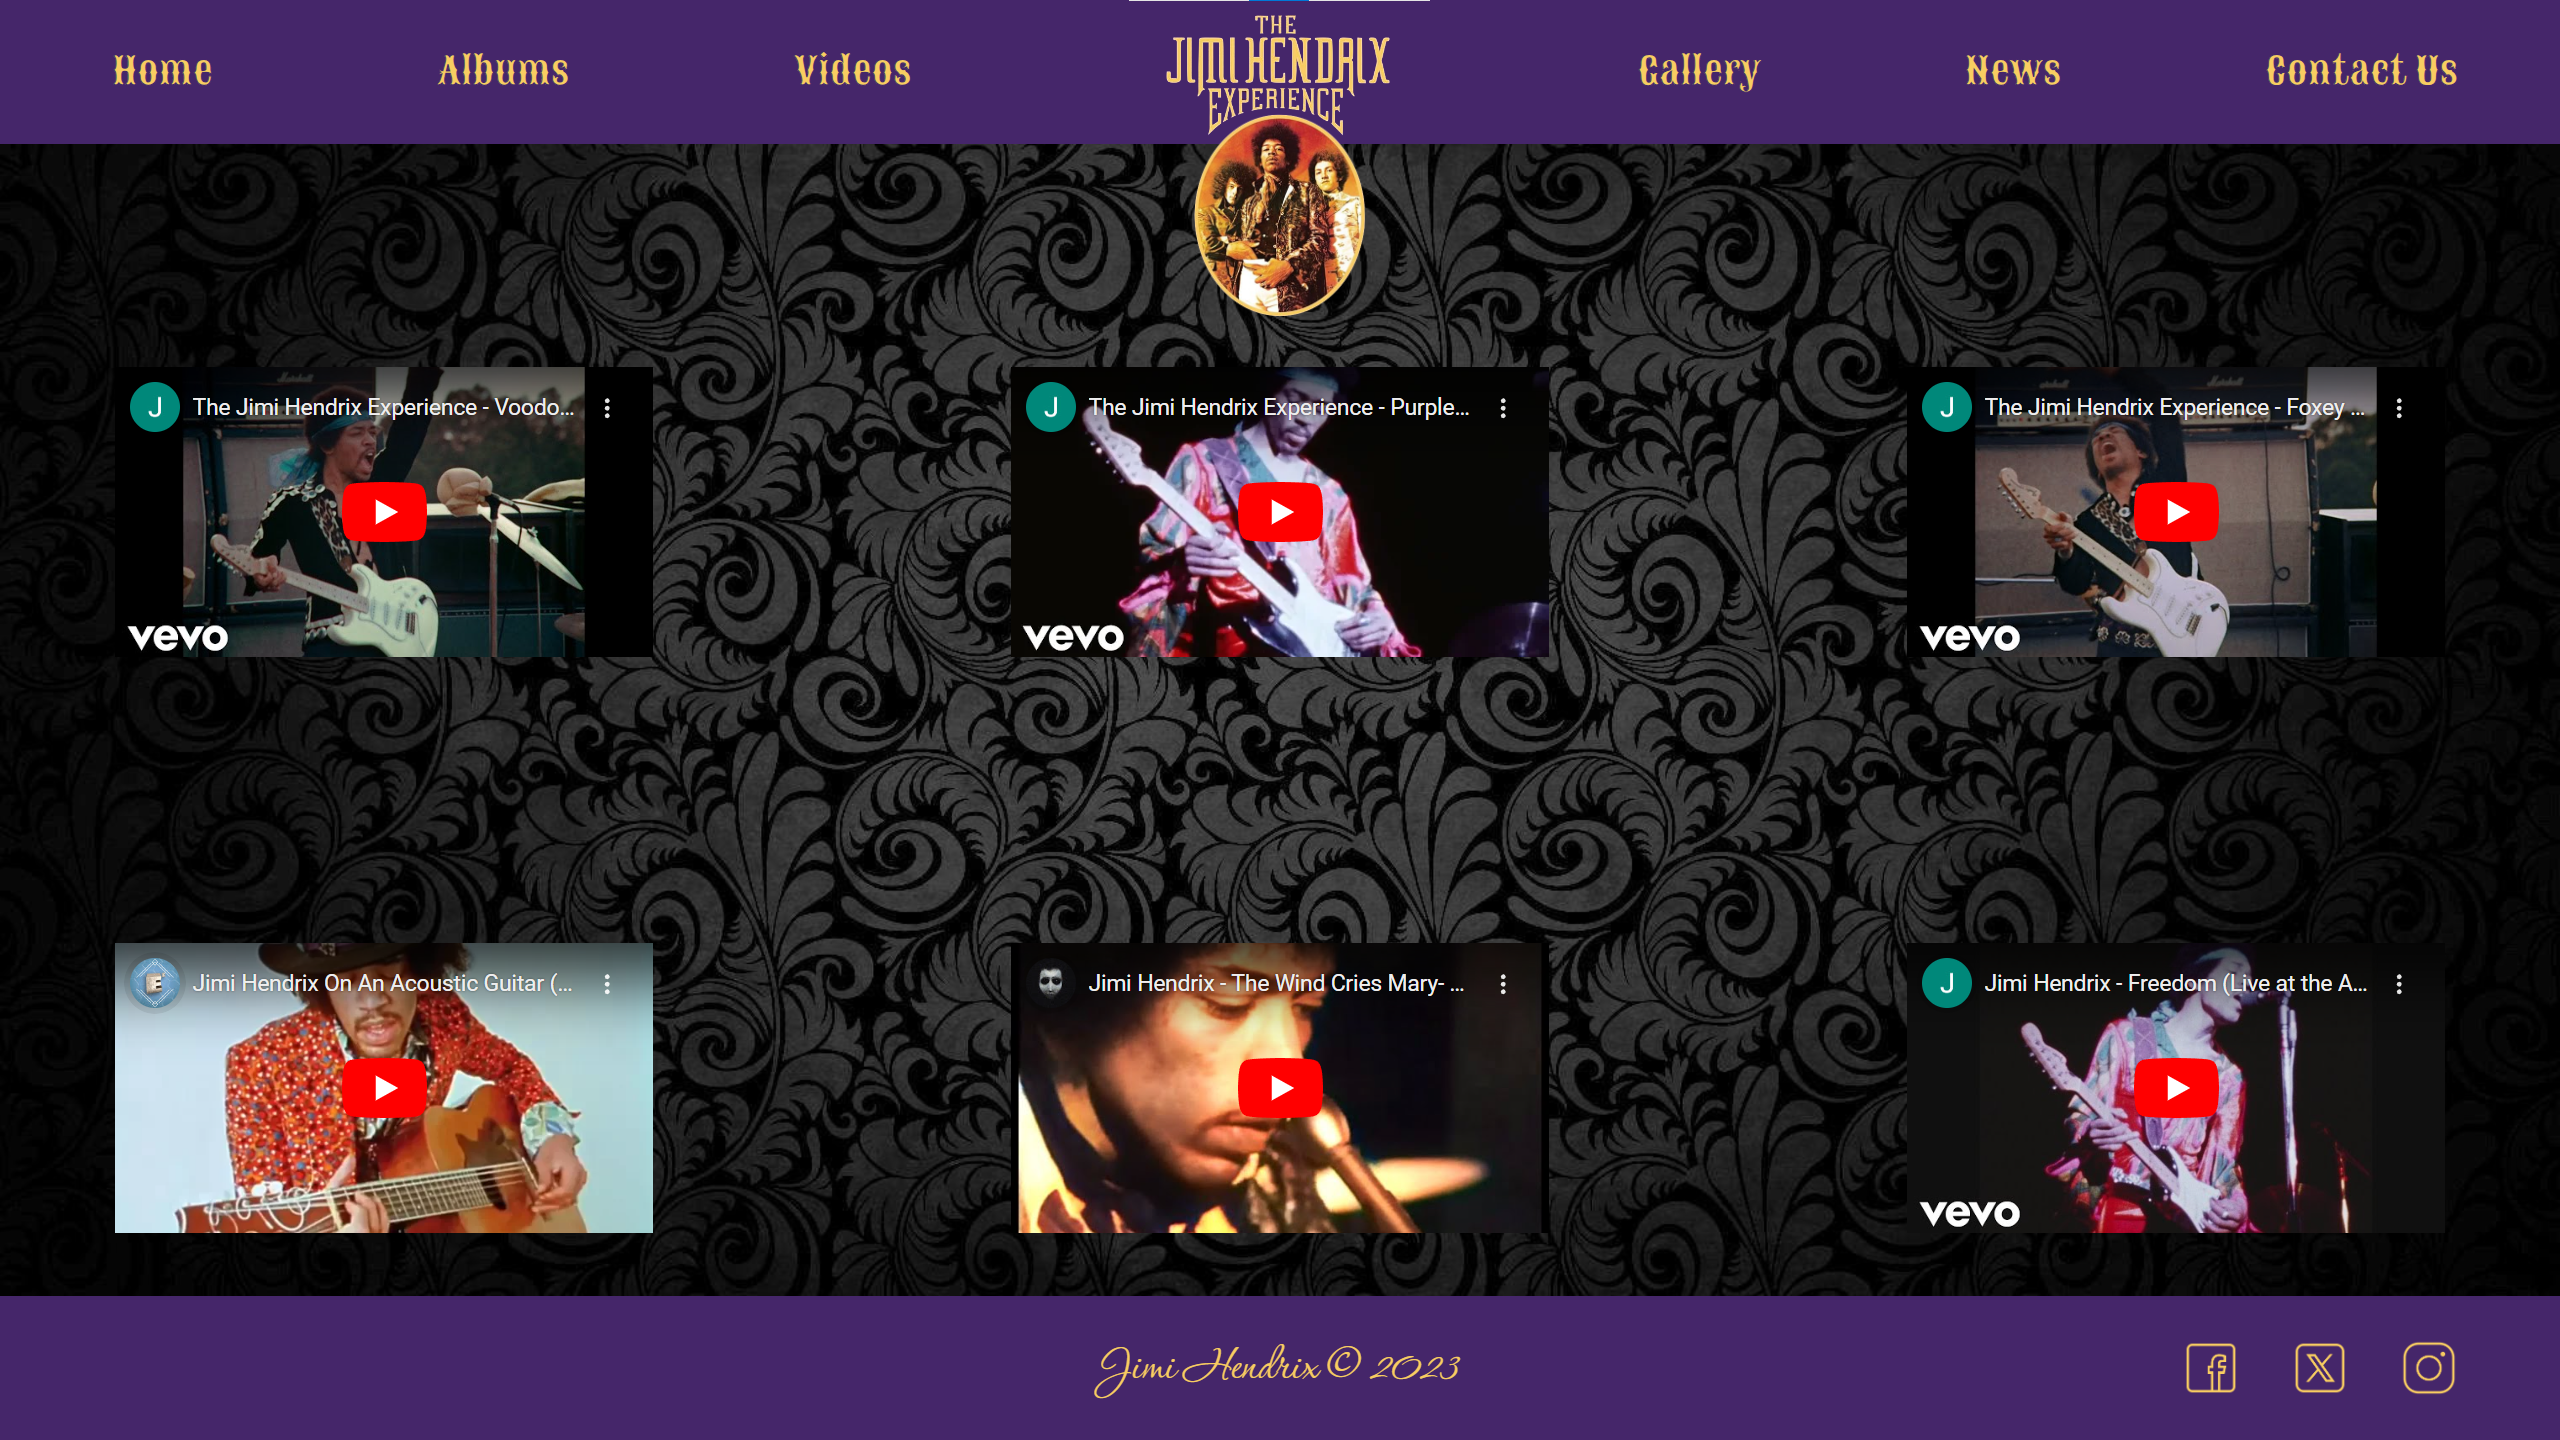 Home
Albums
Videos
THE
JIMI HENDRIX
EXPERIENCE
Gallery
News
Contact Us
J
The Jimi Hendrix Experience - Voodo...
vevo
J
The Jimi Hendrix Experience - Purple...
vevo
J
The Jimi Hendrix Experience - Foxey ...
vevo
E
Jimi Hendrix On An Acoustic Guitar (...
Jimi Hendrix - The Wind Cries Mary- ...
J
Jimi Hendrix - Freedom (Live at the A...
vevo
Jimi Hendrix © 2023